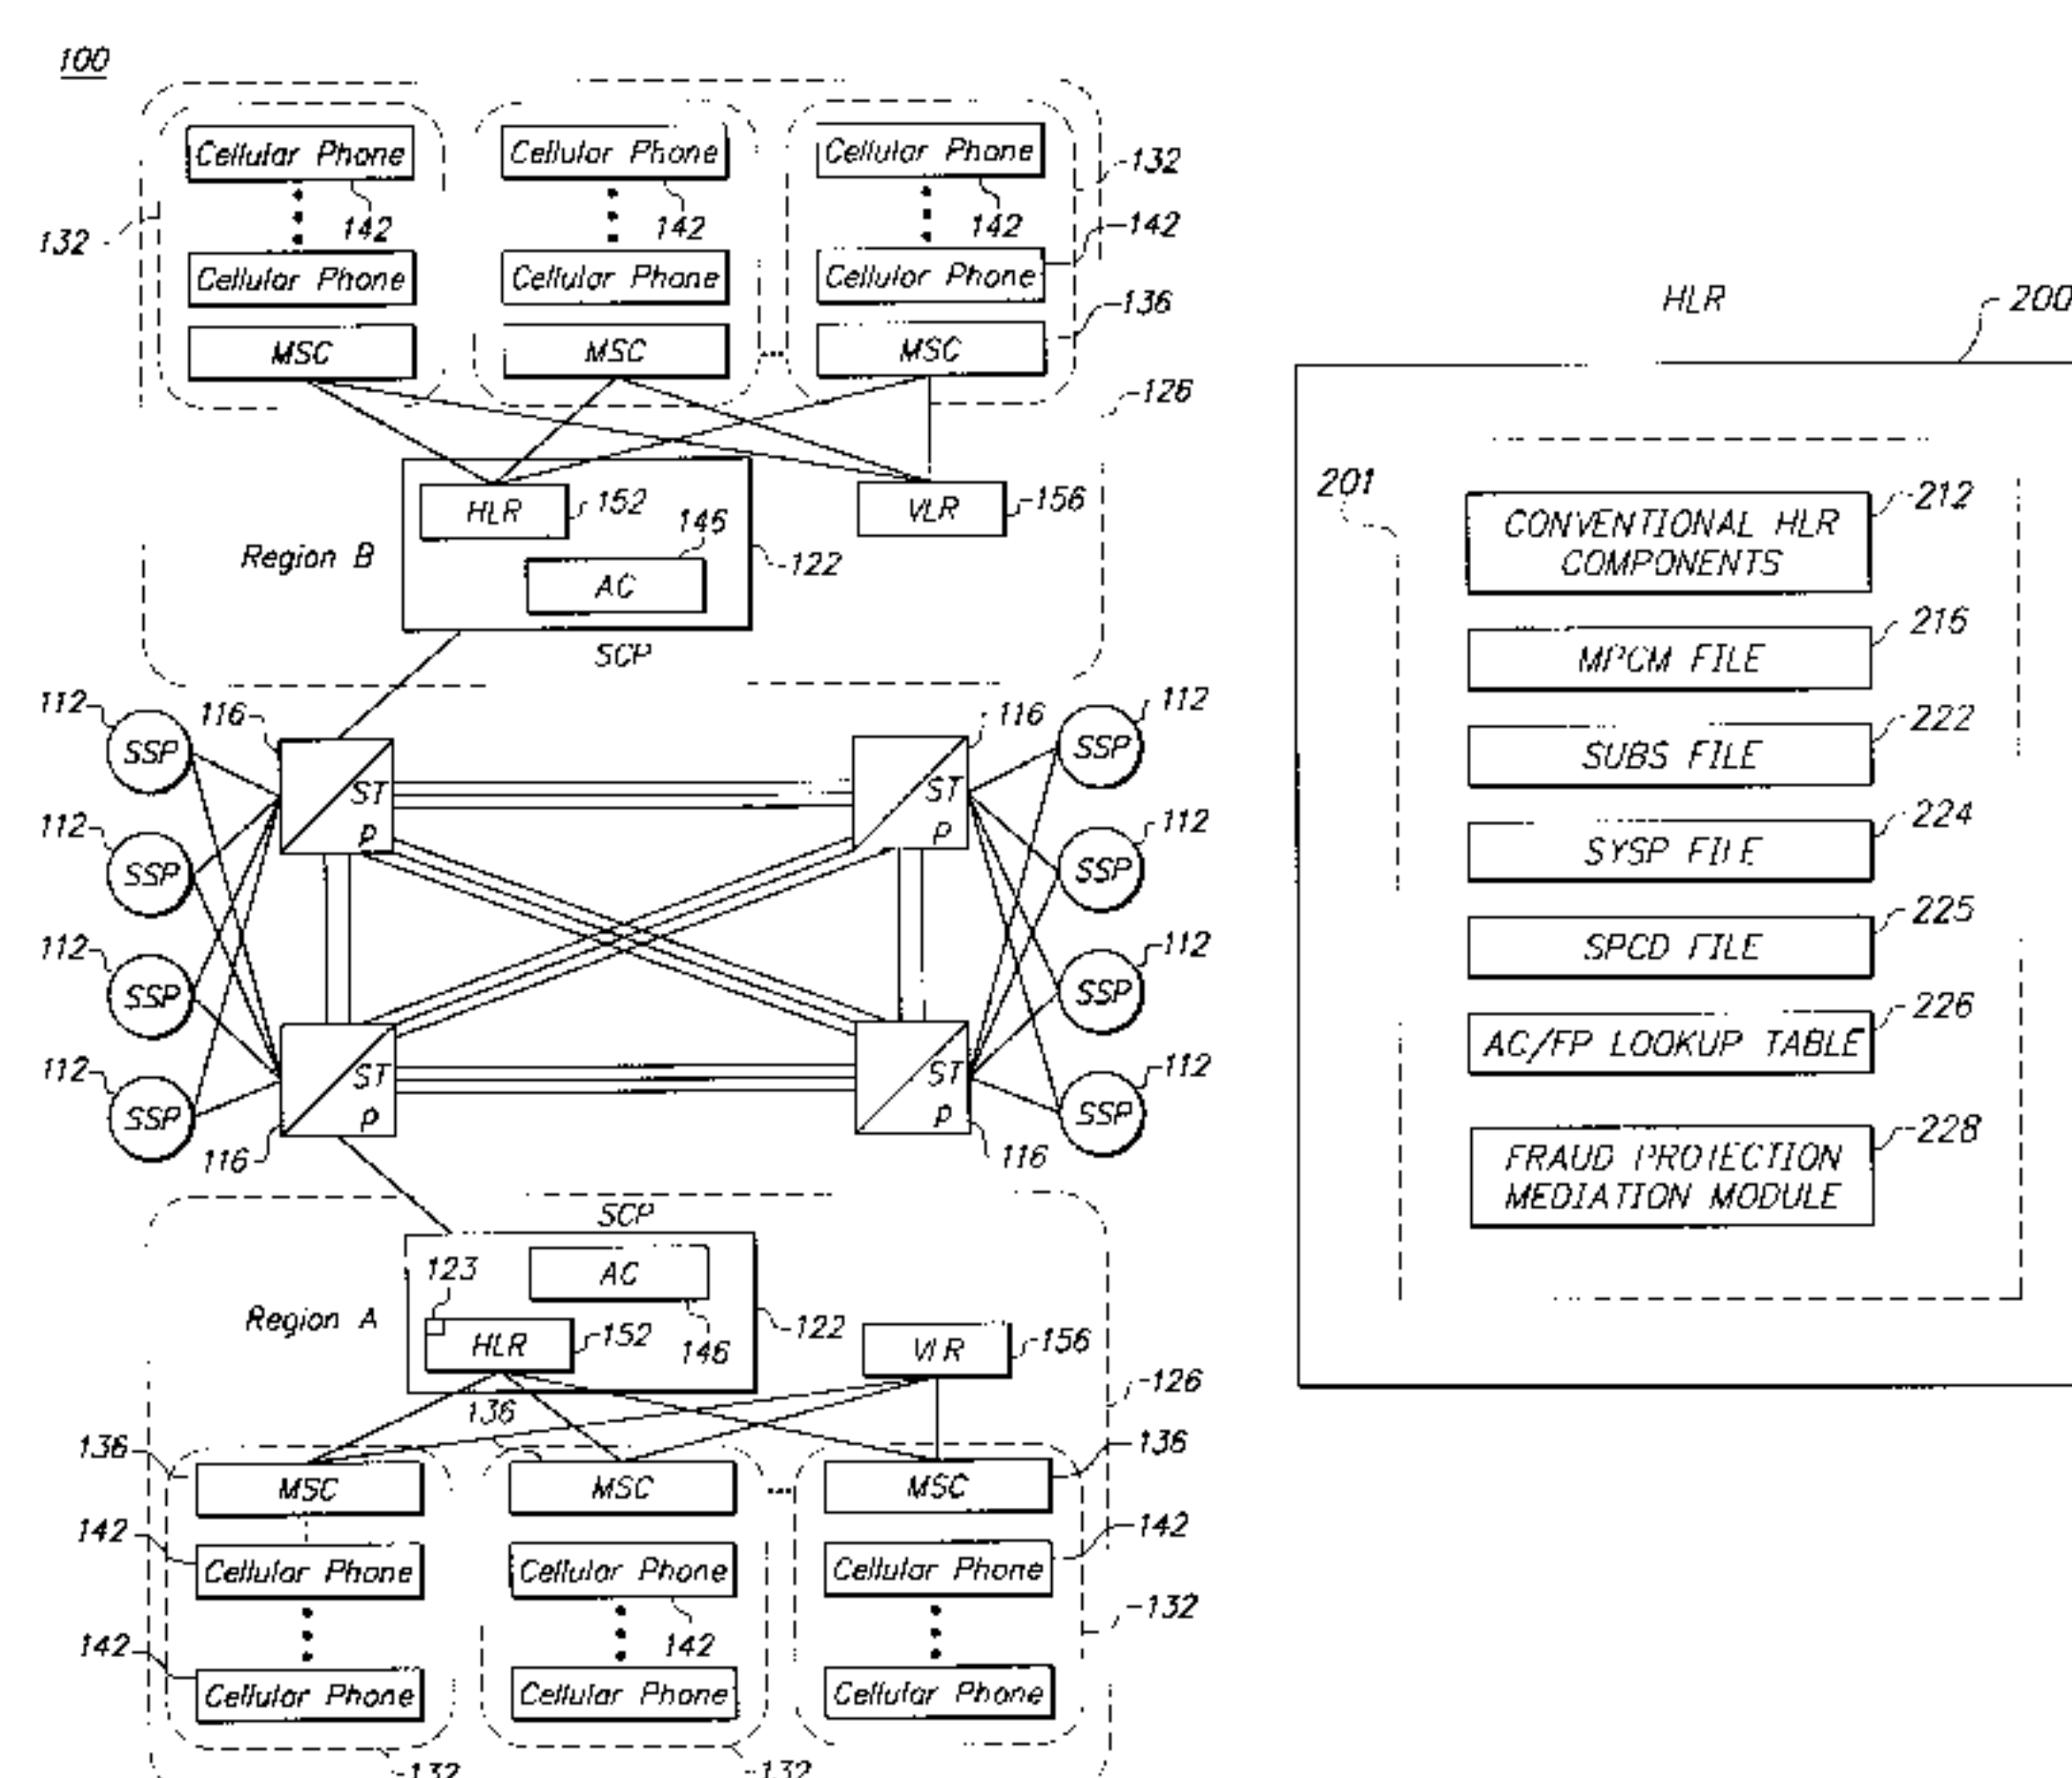 100
Cellular Phone Cellular Phone Cellular Phone
132
142 142 142
142
132
Cellular Phone Cellular Phone Cellular Phone
136
MSC MSC ... MSC
126
HLR 152 VLR 156
146
Region B AC 122
SCP
112 116 116 112
SSP SSP
ST ST
P P
112 112
SSP SSP
112 112
SSP SSP
112 112
ST ST
SSP SSP
P P
116 116
SCP
123 AC
Region A 122
HLR 152 146 VLR 156
126
136
136 136
MSC MSC ... MSC
142 142
Cellular Phone Cellular Phone Cellular Phone
132
142 142
Cellular Phone Cellular Phone Cellular Phone
132 132
HLR 200
201
212
CONVENTIONAL HLR
COMPONENTS
216
MPCM FILE
222
SUBS FILE
224
SYSP FILE
225
SPCD FILE
226
AC/FP LOOKUP TABLE
228
FRAUD PROTECTION
MEDIATION MODULE